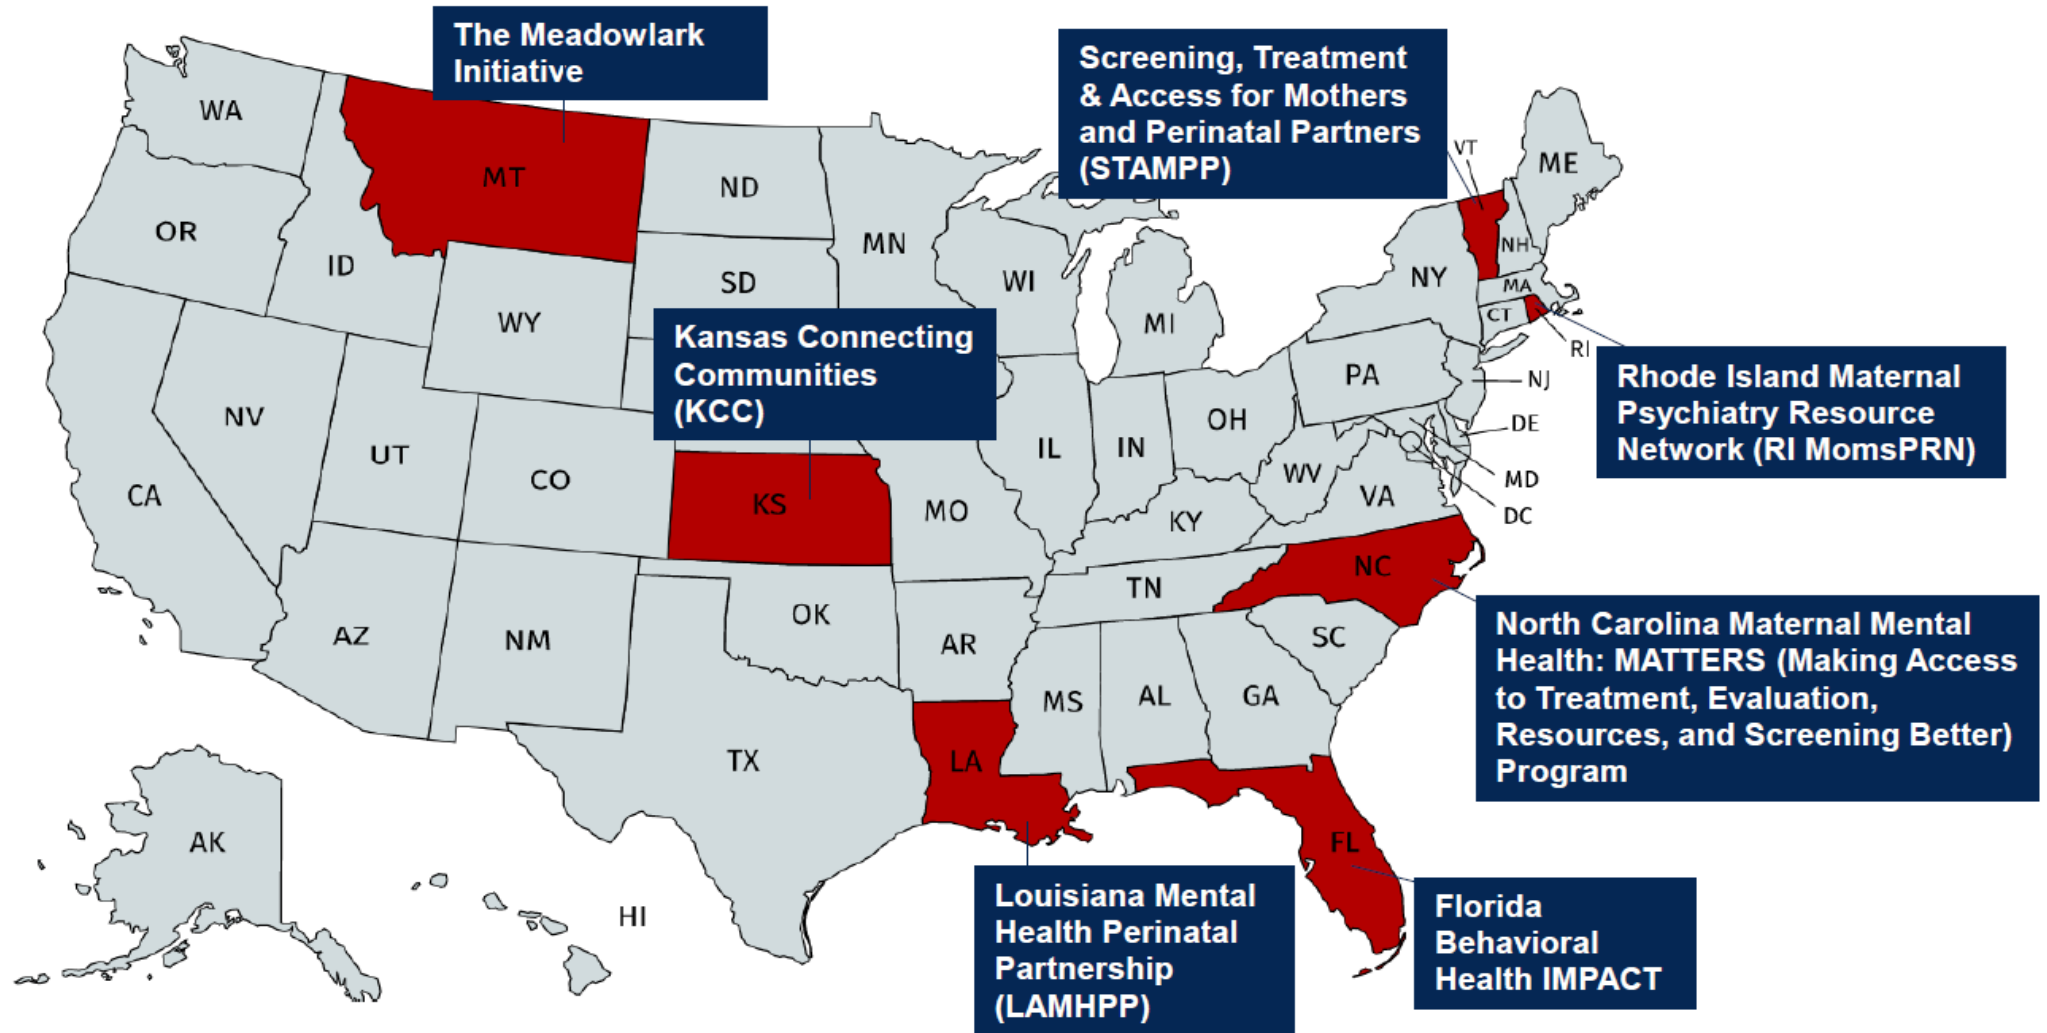 The Meadowlark
Initiative
Screening, Treatment
& Access for Mothers
and Perinatal Partners
(STAMPP)
Kansas Connecting
Communities
(KCC)
Rhode Island Maternal
Psychiatry Resource
Network (RI MomsPRN)
North Carolina Maternal Mental
Health: MATTERS (Making Access
to Treatment, Evaluation,
Resources, and Screening Better)
Program
Louisiana Mental
Health Perinatal
Partnership
(LAMHPP)
Florida
Behavioral
Health IMPACT
WA
MT
ND
MN
VT
ME
OR
ID
SD
WI
NY
NH
MA
WY
MI
CT
RI
NV
UT
CO
KS
MO
IL
IN
OH
PA
NJ
DE
MD
DC
CA
WV
VA
KY
NC
TN
AZ
NM
OK
AR
SC
MS
AL
GA
TX
LA
FL
AK
HI